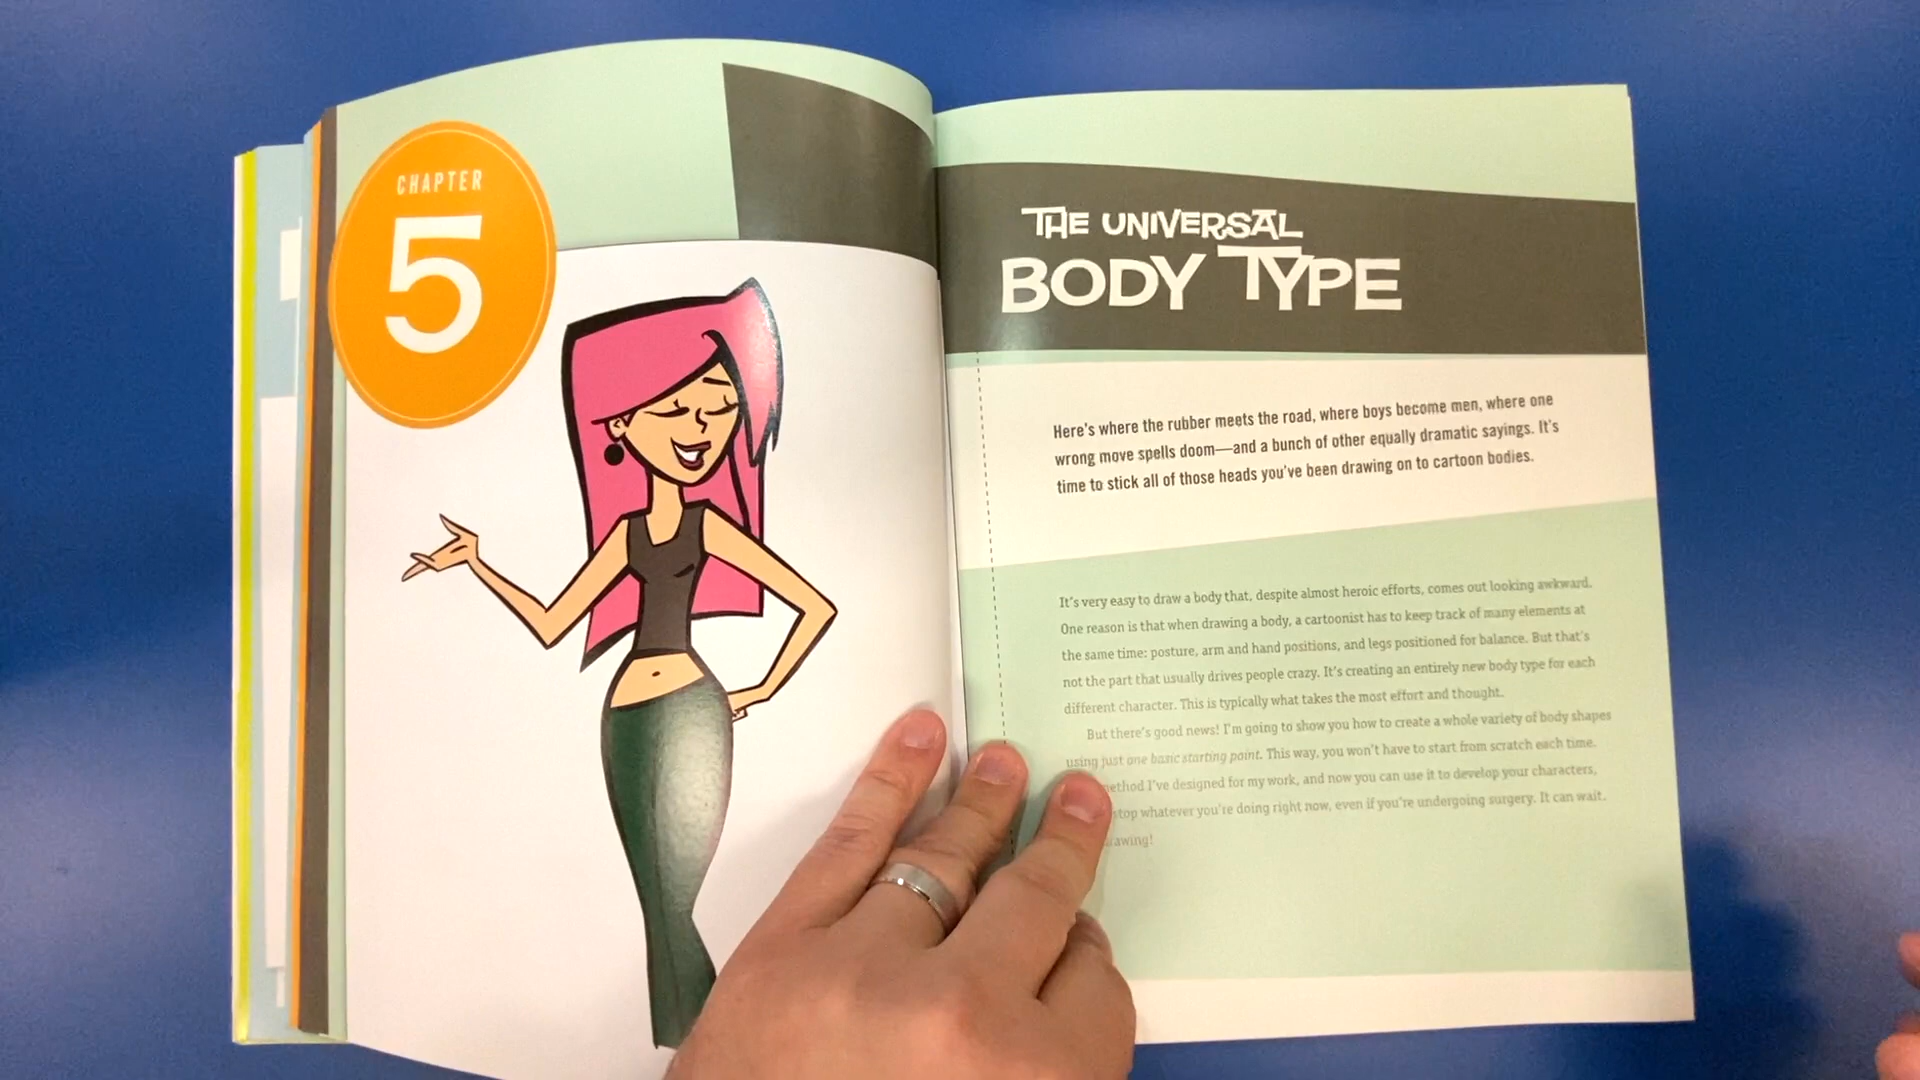 CHAPTER
5
THE UNIVERSAL
BODY TYPE
Here's where the rubber meets the road, where boys become men, where one
wrong move spells doom—and a bunch of other equally dramatic sayings. It's
time to stick all of those heads you've been drawing on to cartoon bodies.
It's very easy to draw a body that, despite almost heroic efforts, comes out looking awkward.
One reason is that when drawing a body, a cartoonist has to keep track of many elements at
the same time: posture, arm and hand positions, and legs positioned for balance. But that's
not the part that usually drives people crazy. It's creating an entirely new body type for each
different character. This is typically what takes the most effort and thought.
But there's good news! I'm going to show you how to create a whole variety of body shapes
using just one basic starting point. This way, you won't have to start from scratch each time.
I've designed for my work, and now you can use it to develop your characters,
stop whatever you're doing right now, even if you're undergoing surgery. It can wait.